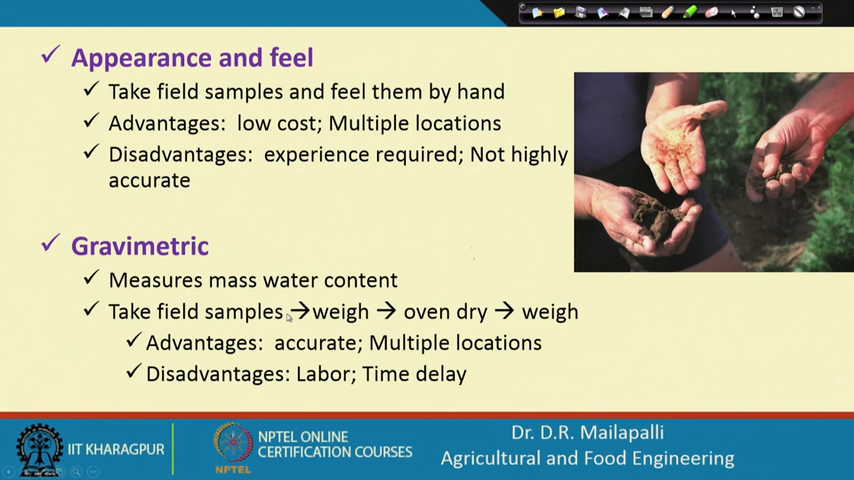 ✓ Appearance and feel
✓ Take field samples and feel them by hand
✓ Advantages: low cost; Multiple locations
✓ Disadvantages: experience required; Not highly
accurate
✓ Gravimetric
✓ Measures mass water content
✓ Take field samples →weigh → oven dry → weigh
✓Advantages: accurate; Multiple locations
✓Disadvantages: Labor; Time delay
IIT KHARAGPUR
NPTEL
NPTEL ONLINE
CERTIFICATION COURSES
Dr. D.R. Mailapalli
Agricultural and Food Engineering